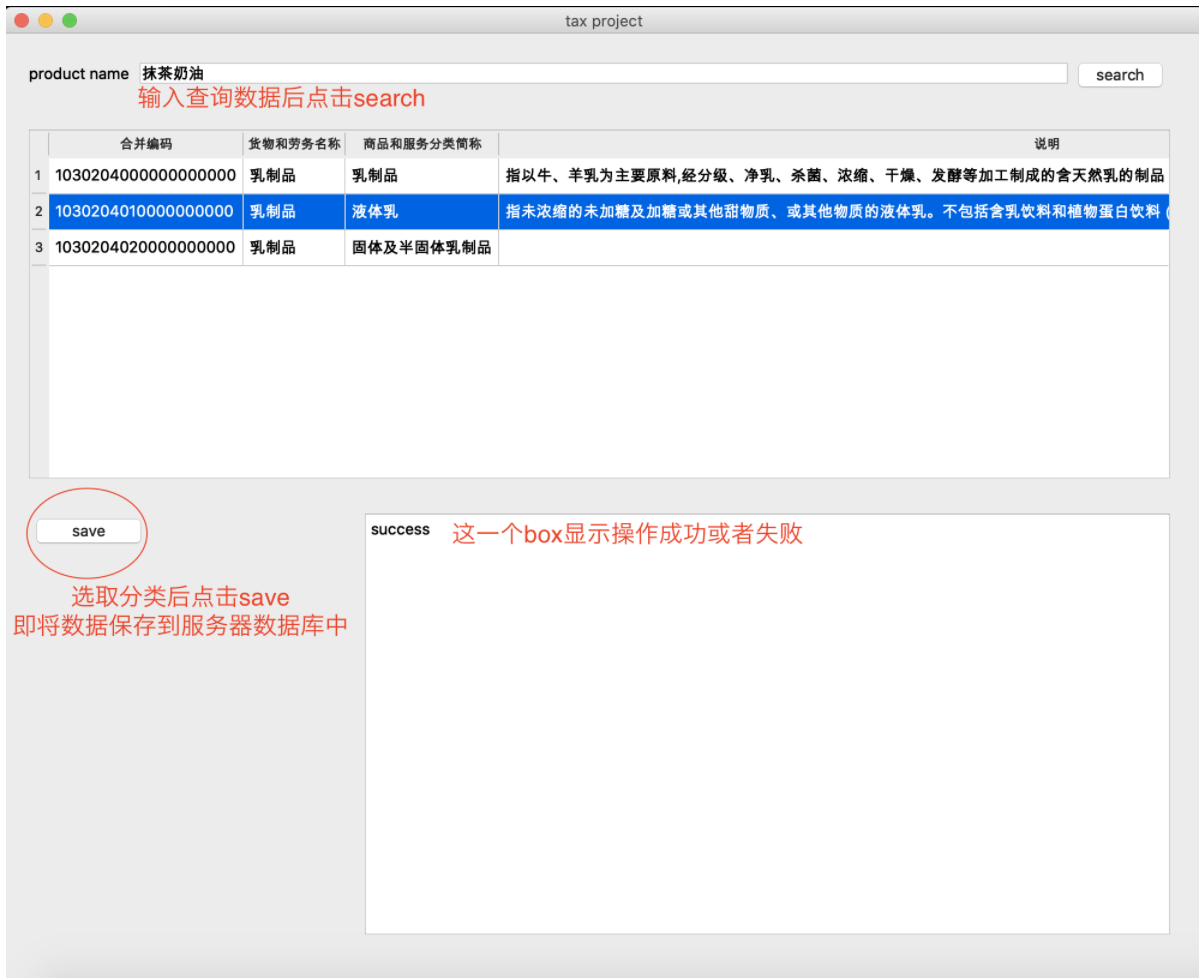 tax project
product name 抹茶奶油 search
输入查询数据后点击search
合并编码 货物和劳务名称 商品和服务分类简称 说明
1 1030204000000000000 乳制品 乳制品 指以牛、羊乳为主要原料,经分级、净乳、杀菌、浓缩、干燥、发酵等加工制成的含天然乳的制品
2 1030204010000000000 乳制品 液体乳 指未浓缩的未加糖及加糖或其他甜物质、或其他物质的液体乳。不包括含乳饮料和植物蛋白饮料 (
3 1030204020000000000 乳制品 固体及半固体乳制品
save
success 这一个box显示操作成功或者失败
选取分类后点击save
即将数据保存到服务器数据库中